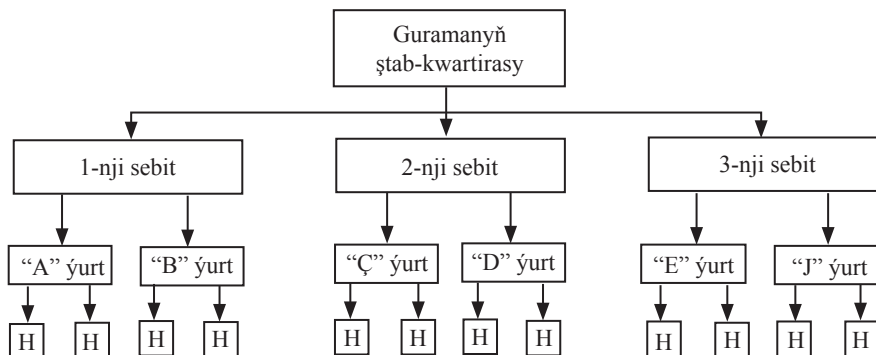 Guramanyň
ştab-kwartirasy
1-nji sebit
2-nji sebit
3-nji sebit
“A” ýurt
“B” ýurt
“Ç” ýurt
“D” ýurt
“E” ýurt
“J” ýurt
H
H
H
H
H
H
H
H
H
H
H
H